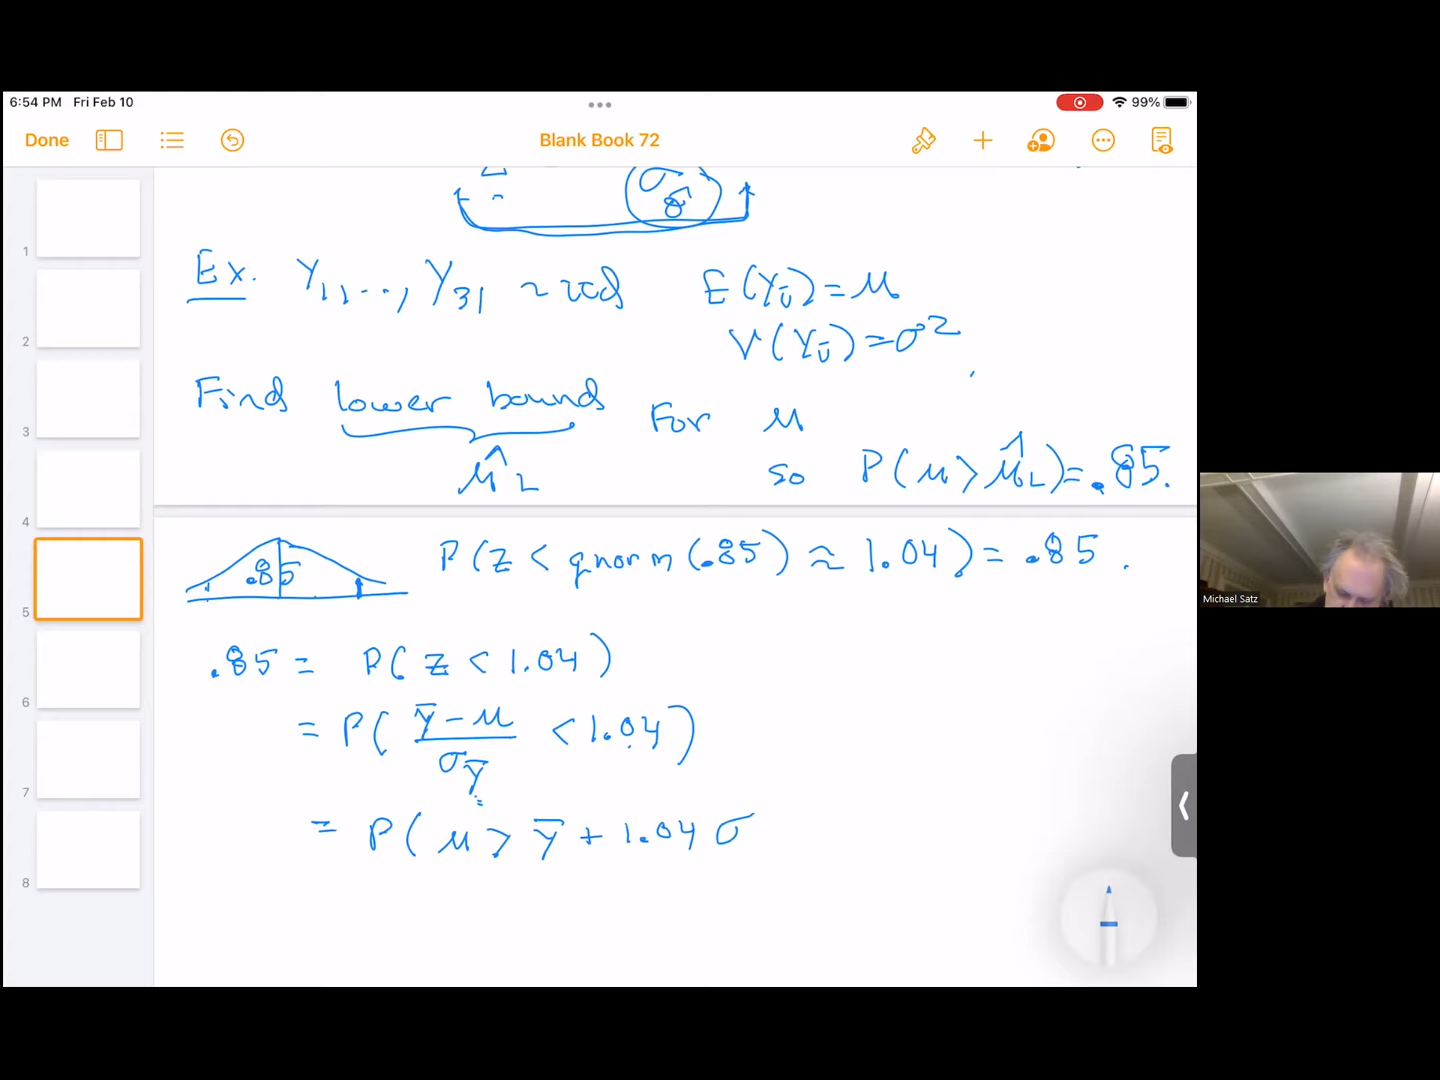 6:54 PM Fri Feb 10
99%
Done
Blank Book 72
σ
8
Ex. Y1,..., Y31 ~ iid E(Yi) = μ
V(Yi) = σ²
Find lower bound For μ
μ̂L so P(μ > μ̂L) = .85.
.85 P(Z < qnorm(.85) ≈ 1.04) = .85.
.85 = P(Z < 1.04)
= P( (Ȳ - μ) / σȲ < 1.04)
= P( μ > Ȳ + 1.04 σ
1
2
3
4
5
6
7
8
Michael Satz